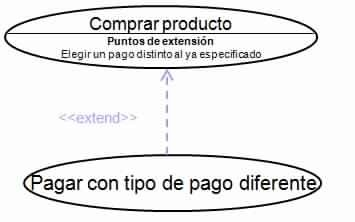 Comprar producto
Puntos de extensión
Elegir un pago distinto al ya especificado
<<extend>>
Pagar con tipo de pago diferente